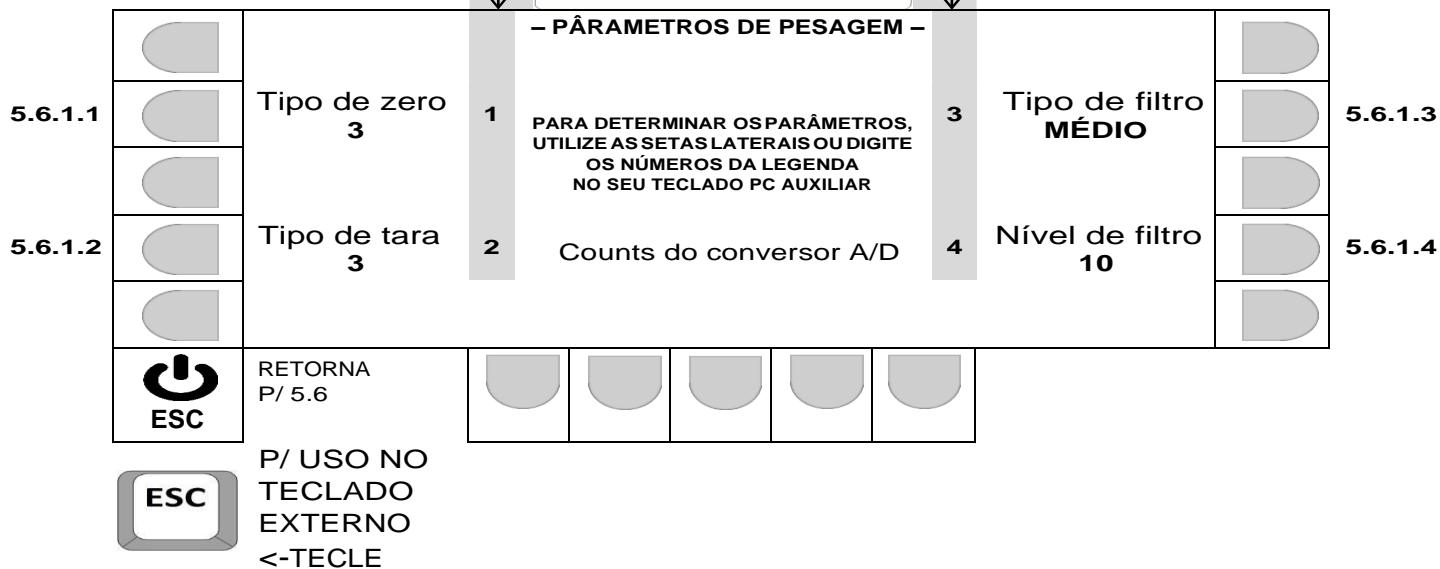 – PÂRAMETROS DE PESAGEM –
5.6.1.1
Tipo de zero
3
1
PARA DETERMINAR OS PARÂMETROS,
UTILIZE AS SETAS LATERAIS OU DIGITE
OS NÚMEROS DA LEGENDA
NO SEU TECLADO PC AUXILIAR
3
Tipo de filtro
MÉDIO
5.6.1.3
5.6.1.2
Tipo de tara
3
2
Counts do conversor A/D
4
Nível de filtro
10
5.6.1.4
ESC
RETORNA
P/ 5.6
ESC
P/ USO NO
TECLADO
EXTERNO
<-TECLE